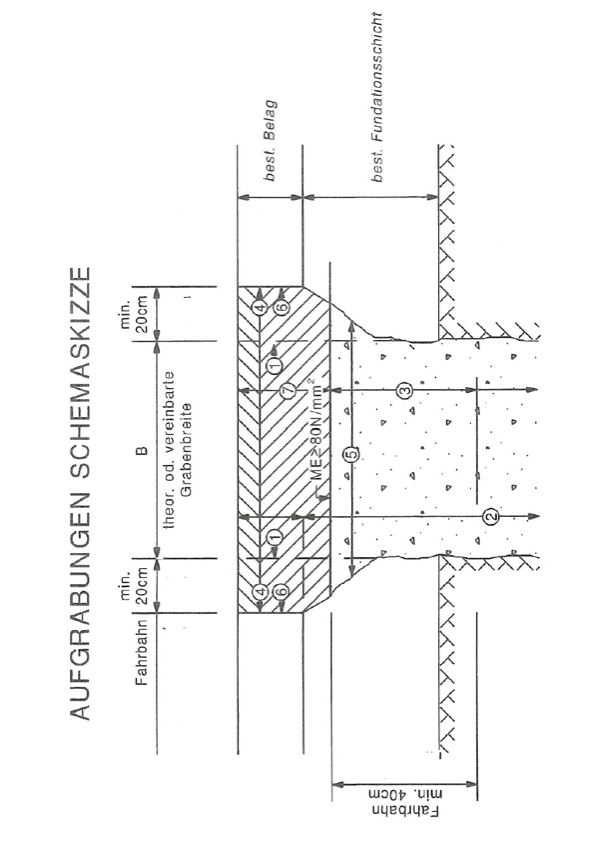 AUFGRABUNGEN SCHEMASKIZZE
Fahrbahn
min.
20cm
B
theor. od. vereinbarte
Grabenbreite
min.
20cm
4
6
1
7
1
4
6
best. Belag
ME≥80N/mm²
5
3
2
best. Fundationsschicht
Fahrbahn
min. 40cm